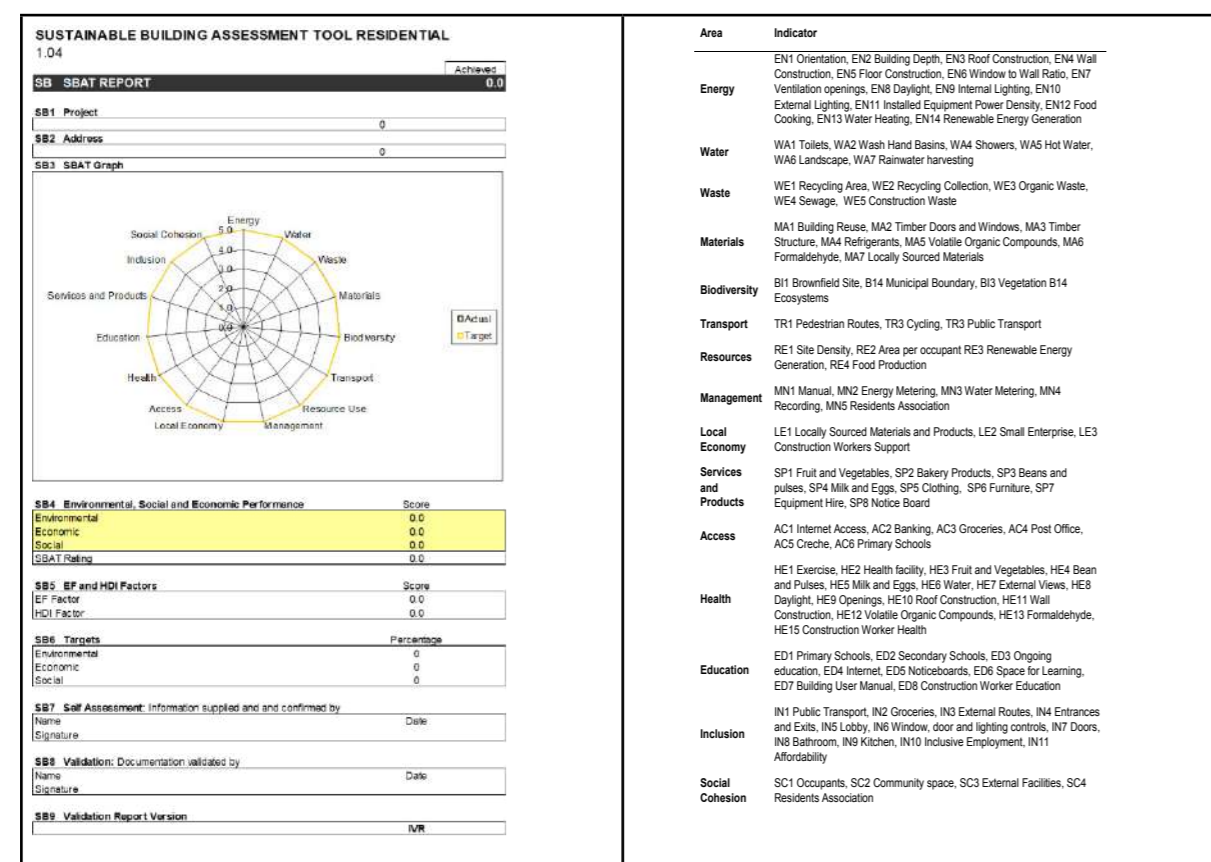 SUSTAINABLE BUILDING ASSESSMENT TOOL RESIDENTIAL
1.04
Achieved
SB SBAT REPORT 0.0
SB1 Project
0
SB2 Address
0
SB3 SBAT Graph
Energy
Water
Waste
Materials
Biodiversity
Transport
Resource Use
Management
Local Economy
Access
Health
Education
Services and Products
Inclusion
Social Cohesion
5.0
4.0
3.0
2.0
1.0
0.0
Actual
Target
SB4 Environmental, Social and Economic Performance Score
Environmental 0.0
Economic 0.0
Social 0.0
SBAT Rating 0.0
SB5 EF and HDI Factors Score
EF Factor 0.0
HDI Factor 0.0
SB6 Targets Percentage
Environmental 0
Economic 0
Social 0
SB7 Self Assessment: Information supplied and and confirmed by
Name Date
Signature
SB8 Validation: Documentation validated by
Name Date
Signature
SB9 Validation Report Version
IVR
Area Indicator
Energy
EN1 Orientation, EN2 Building Depth, EN3 Roof Construction, EN4 Wall
Construction, EN5 Floor Construction, EN6 Window to Wall Ratio, EN7
Ventilation openings, EN8 Daylight, EN9 Internal Lighting, EN10
External Lighting, EN11 Installed Equipment Power Density, EN12 Food
Cooking, EN13 Water Heating, EN14 Renewable Energy Generation
Water
WA1 Toilets, WA2 Wash Hand Basins, WA4 Showers, WA5 Hot Water,
WA6 Landscape, WA7 Rainwater harvesting
Waste
WE1 Recycling Area, WE2 Recycling Collection, WE3 Organic Waste,
WE4 Sewage, WE5 Construction Waste
Materials
MA1 Building Reuse, MA2 Timber Doors and Windows, MA3 Timber
Structure, MA4 Refrigerants, MA5 Volatile Organic Compounds, MA6
Formaldehyde, MA7 Locally Sourced Materials
Biodiversity
BI1 Brownfield Site, B14 Municipal Boundary, BI3 Vegetation B14
Ecosystems
Transport
TR1 Pedestrian Routes, TR3 Cycling, TR3 Public Transport
Resources
RE1 Site Density, RE2 Area per occupant RE3 Renewable Energy
Generation, RE4 Food Production
Management
MN1 Manual, MN2 Energy Metering, MN3 Water Metering, MN4
Recording, MN5 Residents Association
Local
Economy
LE1 Locally Sourced Materials and Products, LE2 Small Enterprise, LE3
Construction Workers Support
Services
and
Products
SP1 Fruit and Vegetables, SP2 Bakery Products, SP3 Beans and
pulses, SP4 Milk and Eggs, SP5 Clothing, SP6 Furniture, SP7
Equipment Hire, SP8 Notice Board
Access
AC1 Internet Access, AC2 Banking, AC3 Groceries, AC4 Post Office,
AC5 Creche, AC6 Primary Schools
Health
HE1 Exercise, HE2 Health facility, HE3 Fruit and Vegetables, HE4 Bean
and Pulses, HE5 Milk and Eggs, HE6 Water, HE7 External Views, HE8
Daylight, HE9 Openings, HE10 Roof Construction, HE11 Wall
Construction, HE12 Volatile Organic Compounds, HE13 Formaldehyde,
HE15 Construction Worker Health
Education
ED1 Primary Schools, ED2 Secondary Schools, ED3 Ongoing
education, ED4 Internet, ED5 Noticeboards, ED6 Space for Learning,
ED7 Building User Manual, ED8 Construction Worker Education
Inclusion
IN1 Public Transport, IN2 Groceries, IN3 External Routes, IN4 Entrances
and Exits, IN5 Lobby, IN6 Window, door and lighting controls, IN7 Doors,
IN8 Bathroom, IN9 Kitchen, IN10 Inclusive Employment, IN11
Affordability
Social
Cohesion
SC1 Occupants, SC2 Community space, SC3 External Facilities, SC4
Residents Association